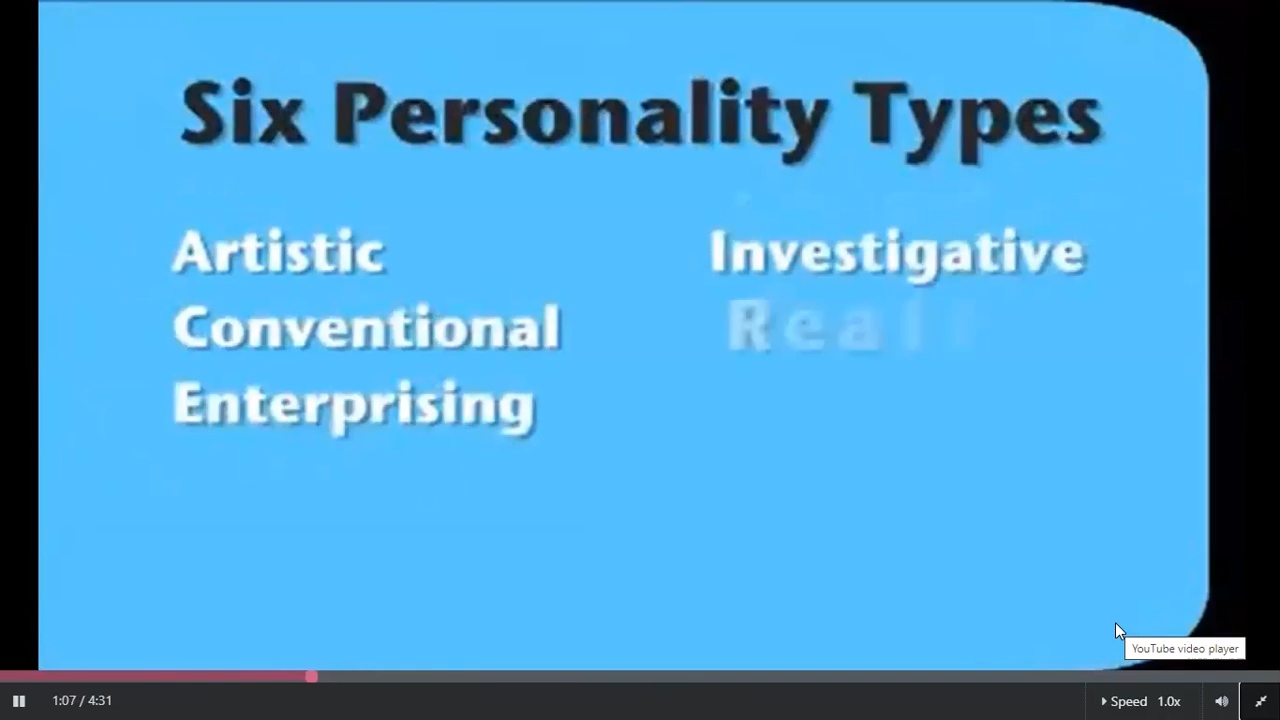 Six Personality Types
Artistic
Conventional
Enterprising
Investigative
YouTube video player
1:07 / 4:31
Speed 1.0x